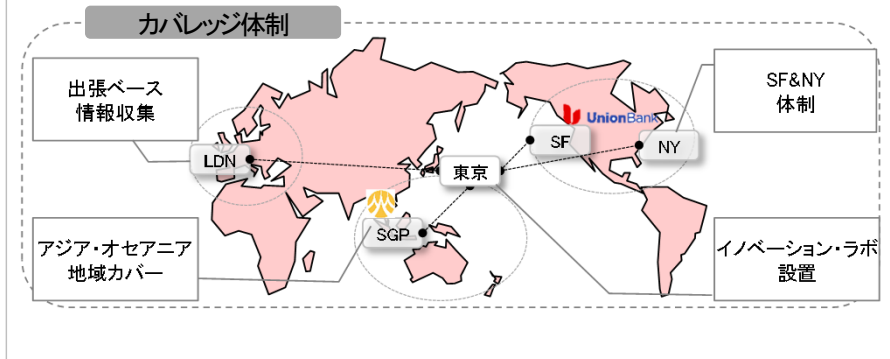 カバレッジ体制
出張ベース
情報収集
SF&NY
体制
UnionBank
LDN
東京
SF
NY
SGP
アジア・オセアニア
地域カバー
イノベーション・ラボ
設置